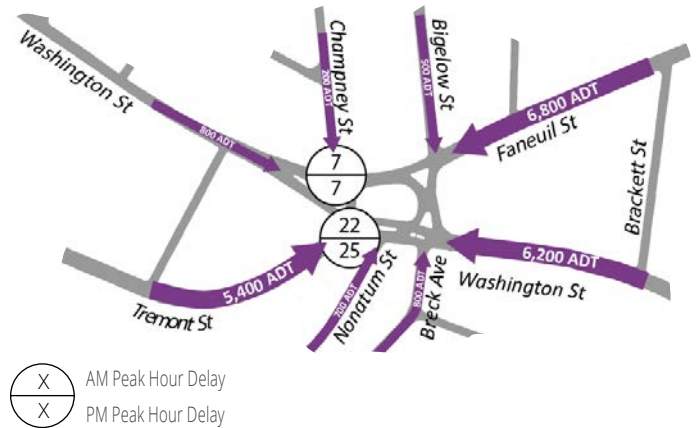 Washington St
800 ADT
Champney St
200 ADT
Bigelow St
500 ADT
6,800 ADT
Faneuil St
Brackett St
7
7
22
25
5,400 ADT
Tremont St
700 ADT
Nonatum St
800 ADT
Breck Ave
6,200 ADT
Washington St
X
AM Peak Hour Delay
X
PM Peak Hour Delay